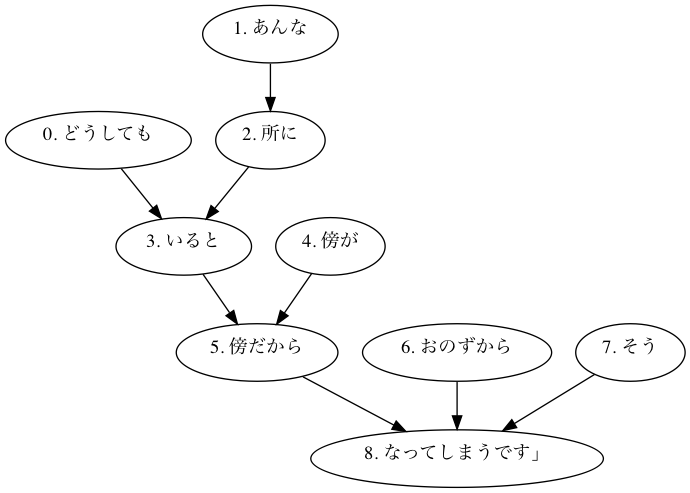 1. あんな
0. どうしても
2. 所に
3. いると
4. 傍が
5. 傍だから
6. おのずから
7. そう
8. なってしまうです」